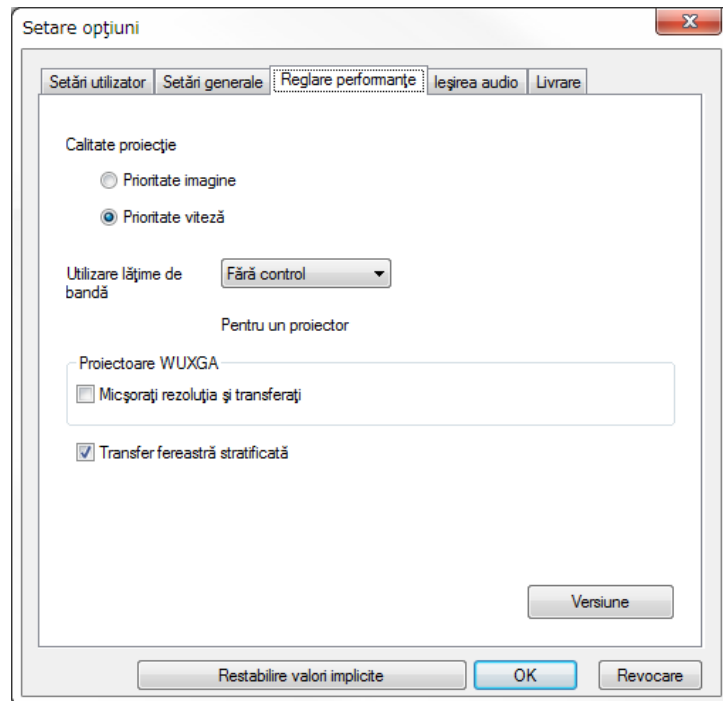 Setare opţiuni
Setări utilizator
Setări generale
Reglare performanţe
Ieşirea audio
Livrare
Calitate proiecţie
Prioritate imagine
Prioritate viteză
Utilizare lăţime de
bandă
Fără control
Pentru un proiector
Proiectoare WUXGA
Micşoraţi rezoluţia şi transferaţi
Transfer fereastră stratificată
Versiune
Restabilire valori implicite
OK
Revocare